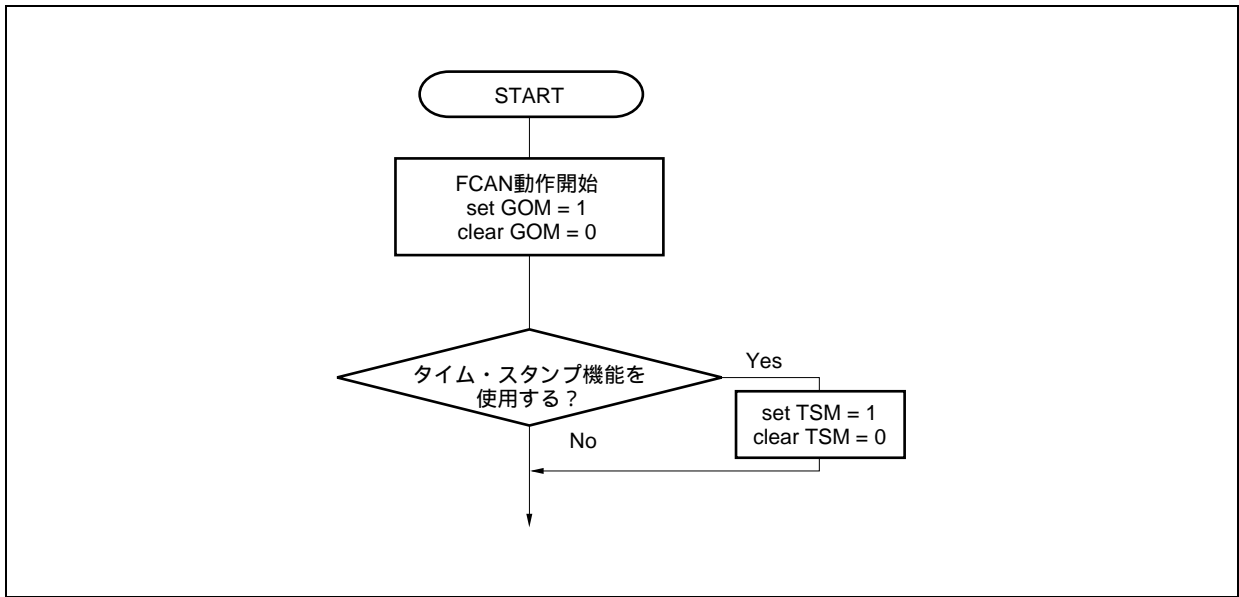 START
FCAN動作開始
set GOM = 1
clear GOM = 0
タイム・スタンプ機能を
使用する？
Yes
set TSM = 1
clear TSM = 0
No